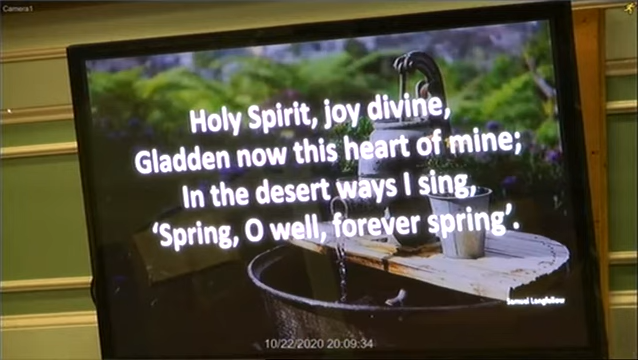 Camera1
Holy Spirit, joy divine,
Gladden now this heart of mine;
In the desert ways I sing,
‘Spring, O well, forever spring’.
Samuel Longfellow
10/22/2020 20:09:34